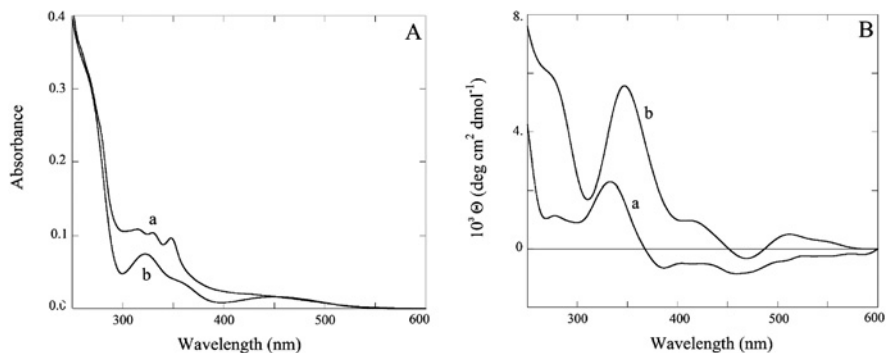 A
0.4
0.3
0.2
0.1
0.0
Absorbance
a
b
300
400
500
600
Wavelength (nm)
B
8.
4.
0
10³ Θ (deg cm² dmol⁻¹)
b
a
300
400
500
600
Wavelength (nm)